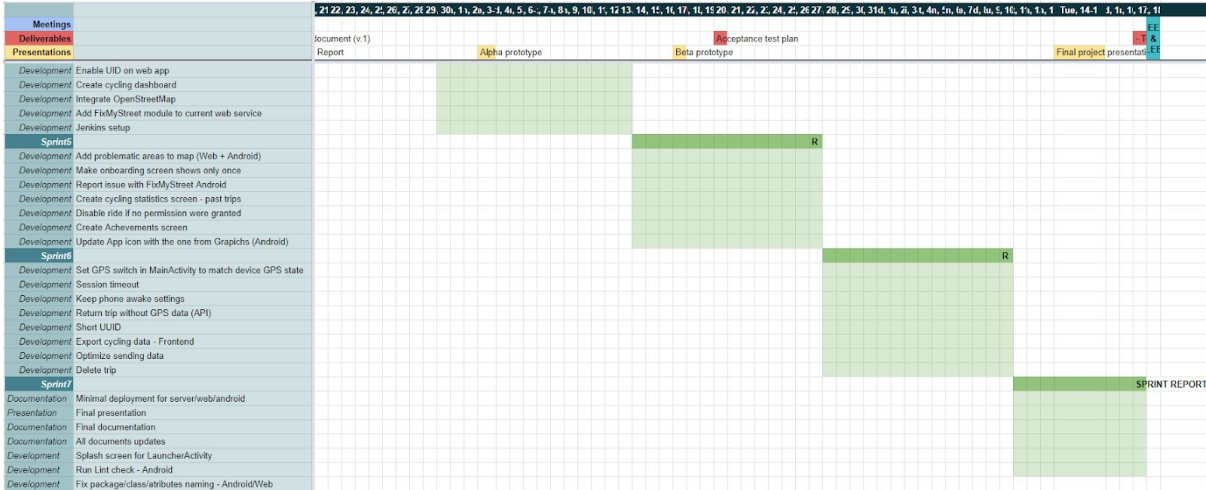 Meetings
Deliverables Document (v.1) Acceptance test plan
Presentations Report Alpha prototype Beta prototype Final project presentati
Development Enable UID on web app
Development Create cycling dashboard
Development Integrate OpenStreetMap
Development Add FixMyStreet module to current web service
Development Jenkins setup
Sprint5 R
Development Add problematic areas to map (Web + Android)
Development Make onboarding screen shows only once
Development Report issue with FixMyStreet Android
Development Create cycling statistics screen - past trips
Development Disable ride if no permission were granted
Development Create Achevements screen
Development Update App icon with the one from Grapichs (Android)
Sprint6 R
Development Set GPS switch in MainActivity to match device GPS state
Development Session timeout
Development Keep phone awake settings
Development Return trip without GPS data (API)
Development Short UUID
Development Export cycling data - Frontend
Development Optimize sending data
Development Delete trip
Sprint7 SPRINT REPORT
Documentation Minimal deployment for server/web/android
Presentation Final presentation
Documentation Final documentation
Documentation All documents updates
Development Splash screen for LauncherActivity
Development Run Lint check - Android
Development Fix package/class/atributes naming - Android/Web